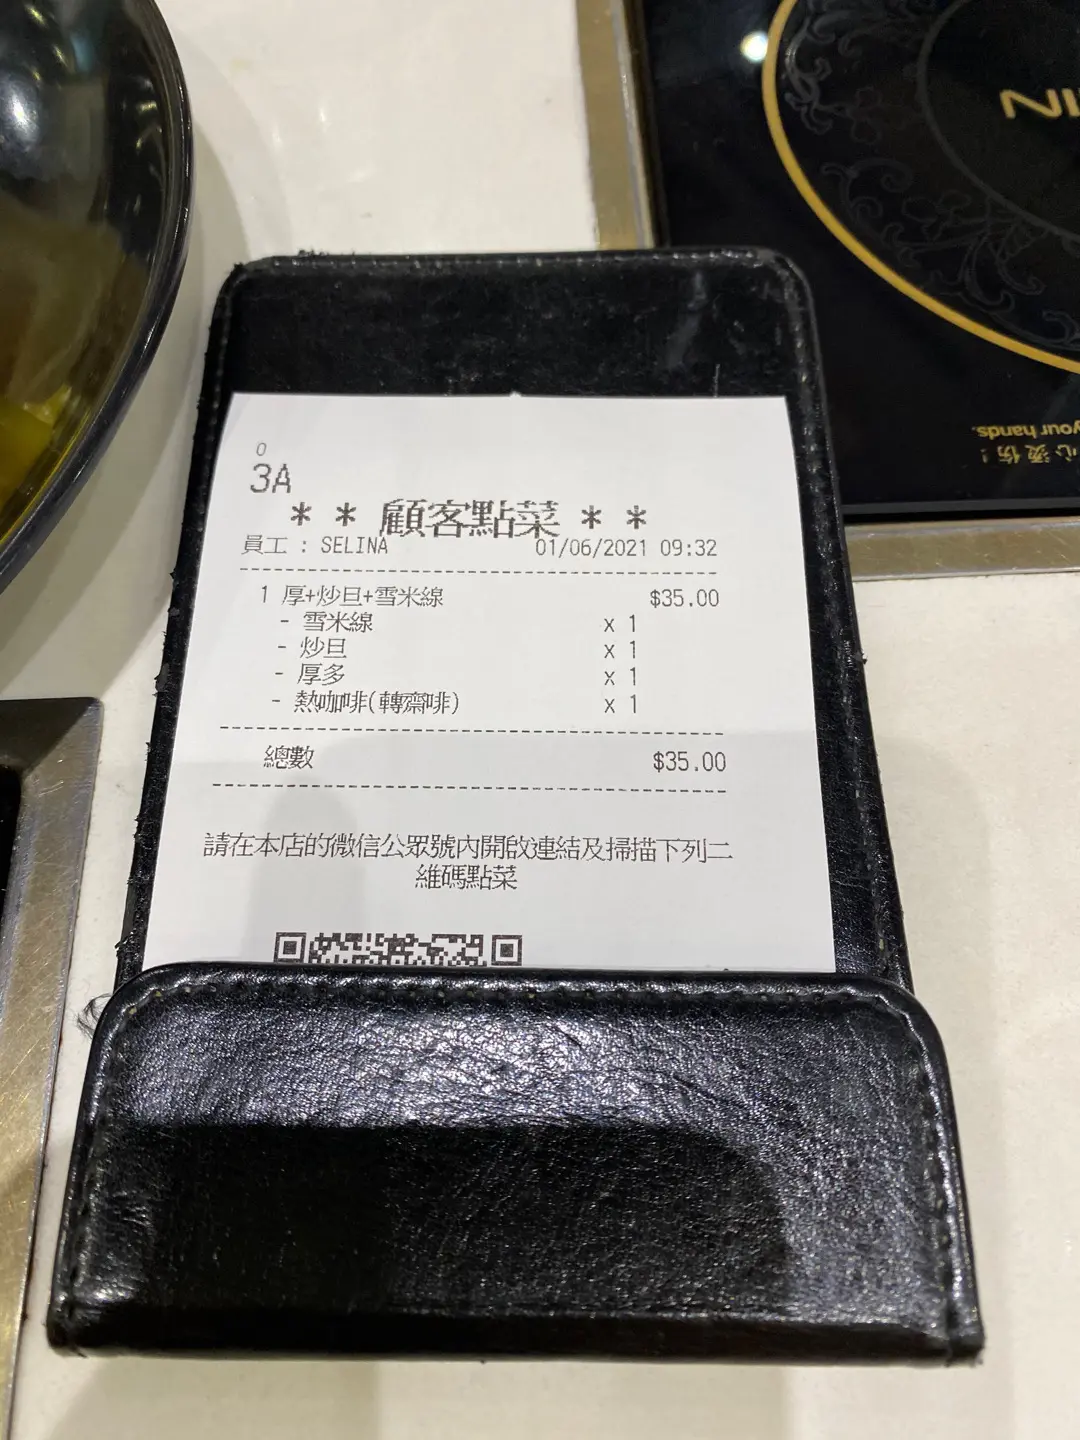 0
3A
* * 顧客點菜 * *
員工 : SELINA 01/06/2021 09:32
1 厚+炒旦+雪米線 $35.00
- 雪米線 x 1
- 炒旦 x 1
- 厚多 x 1
- 熱咖啡(轉齋啡) x 1
總數 $35.00
請在本店的微信公眾號內開啟連結及掃描下列二
維碼點菜
your hands.
心烫伤!